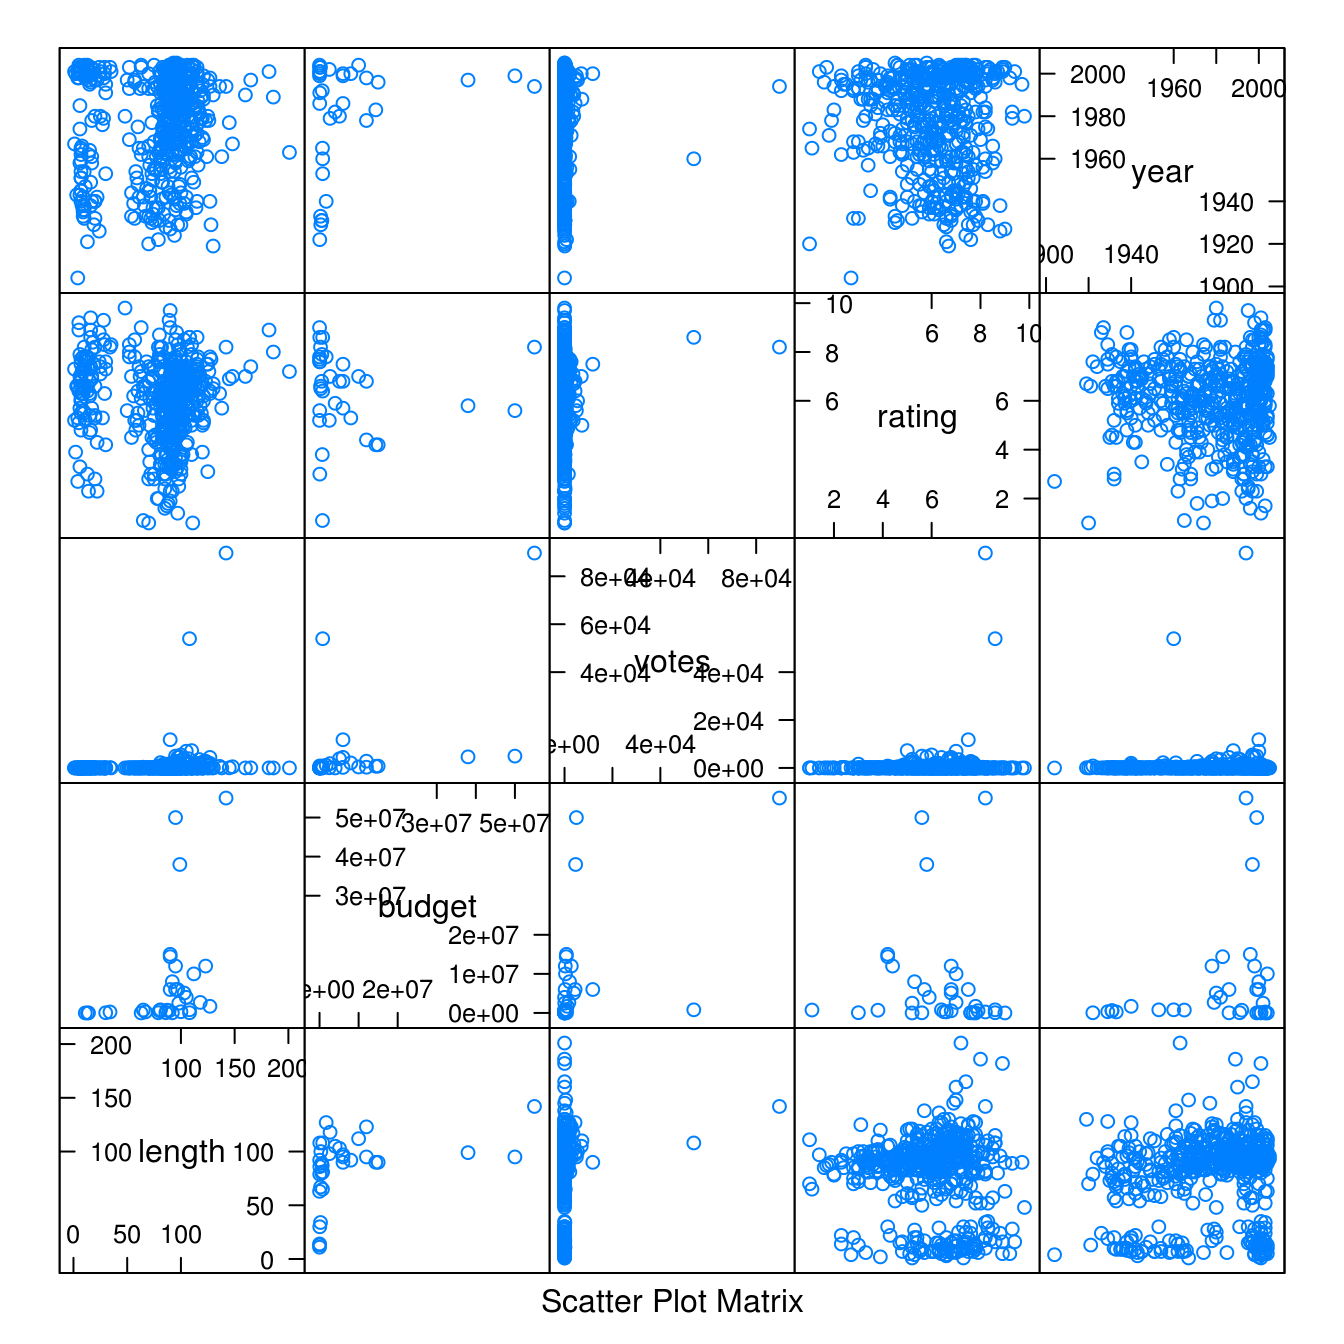 2000 1960 2000
1980
1960 year
1940
900 1940 1920
1900
10 6 8 10
8
6 rating 6
4
2 4 6 2
8e+04 4e+04 8e+04
6e+04
4e+04 votes 4e+04
2e+04
e+00 4e+04 0e+00
5e+07 3e+07 5e+07
4e+07
3e+07 budget
2e+07
e+00 2e+07 1e+07
0e+00
200 100 150 200
150
100 length 100
50
0 50 100 0
Scatter Plot Matrix